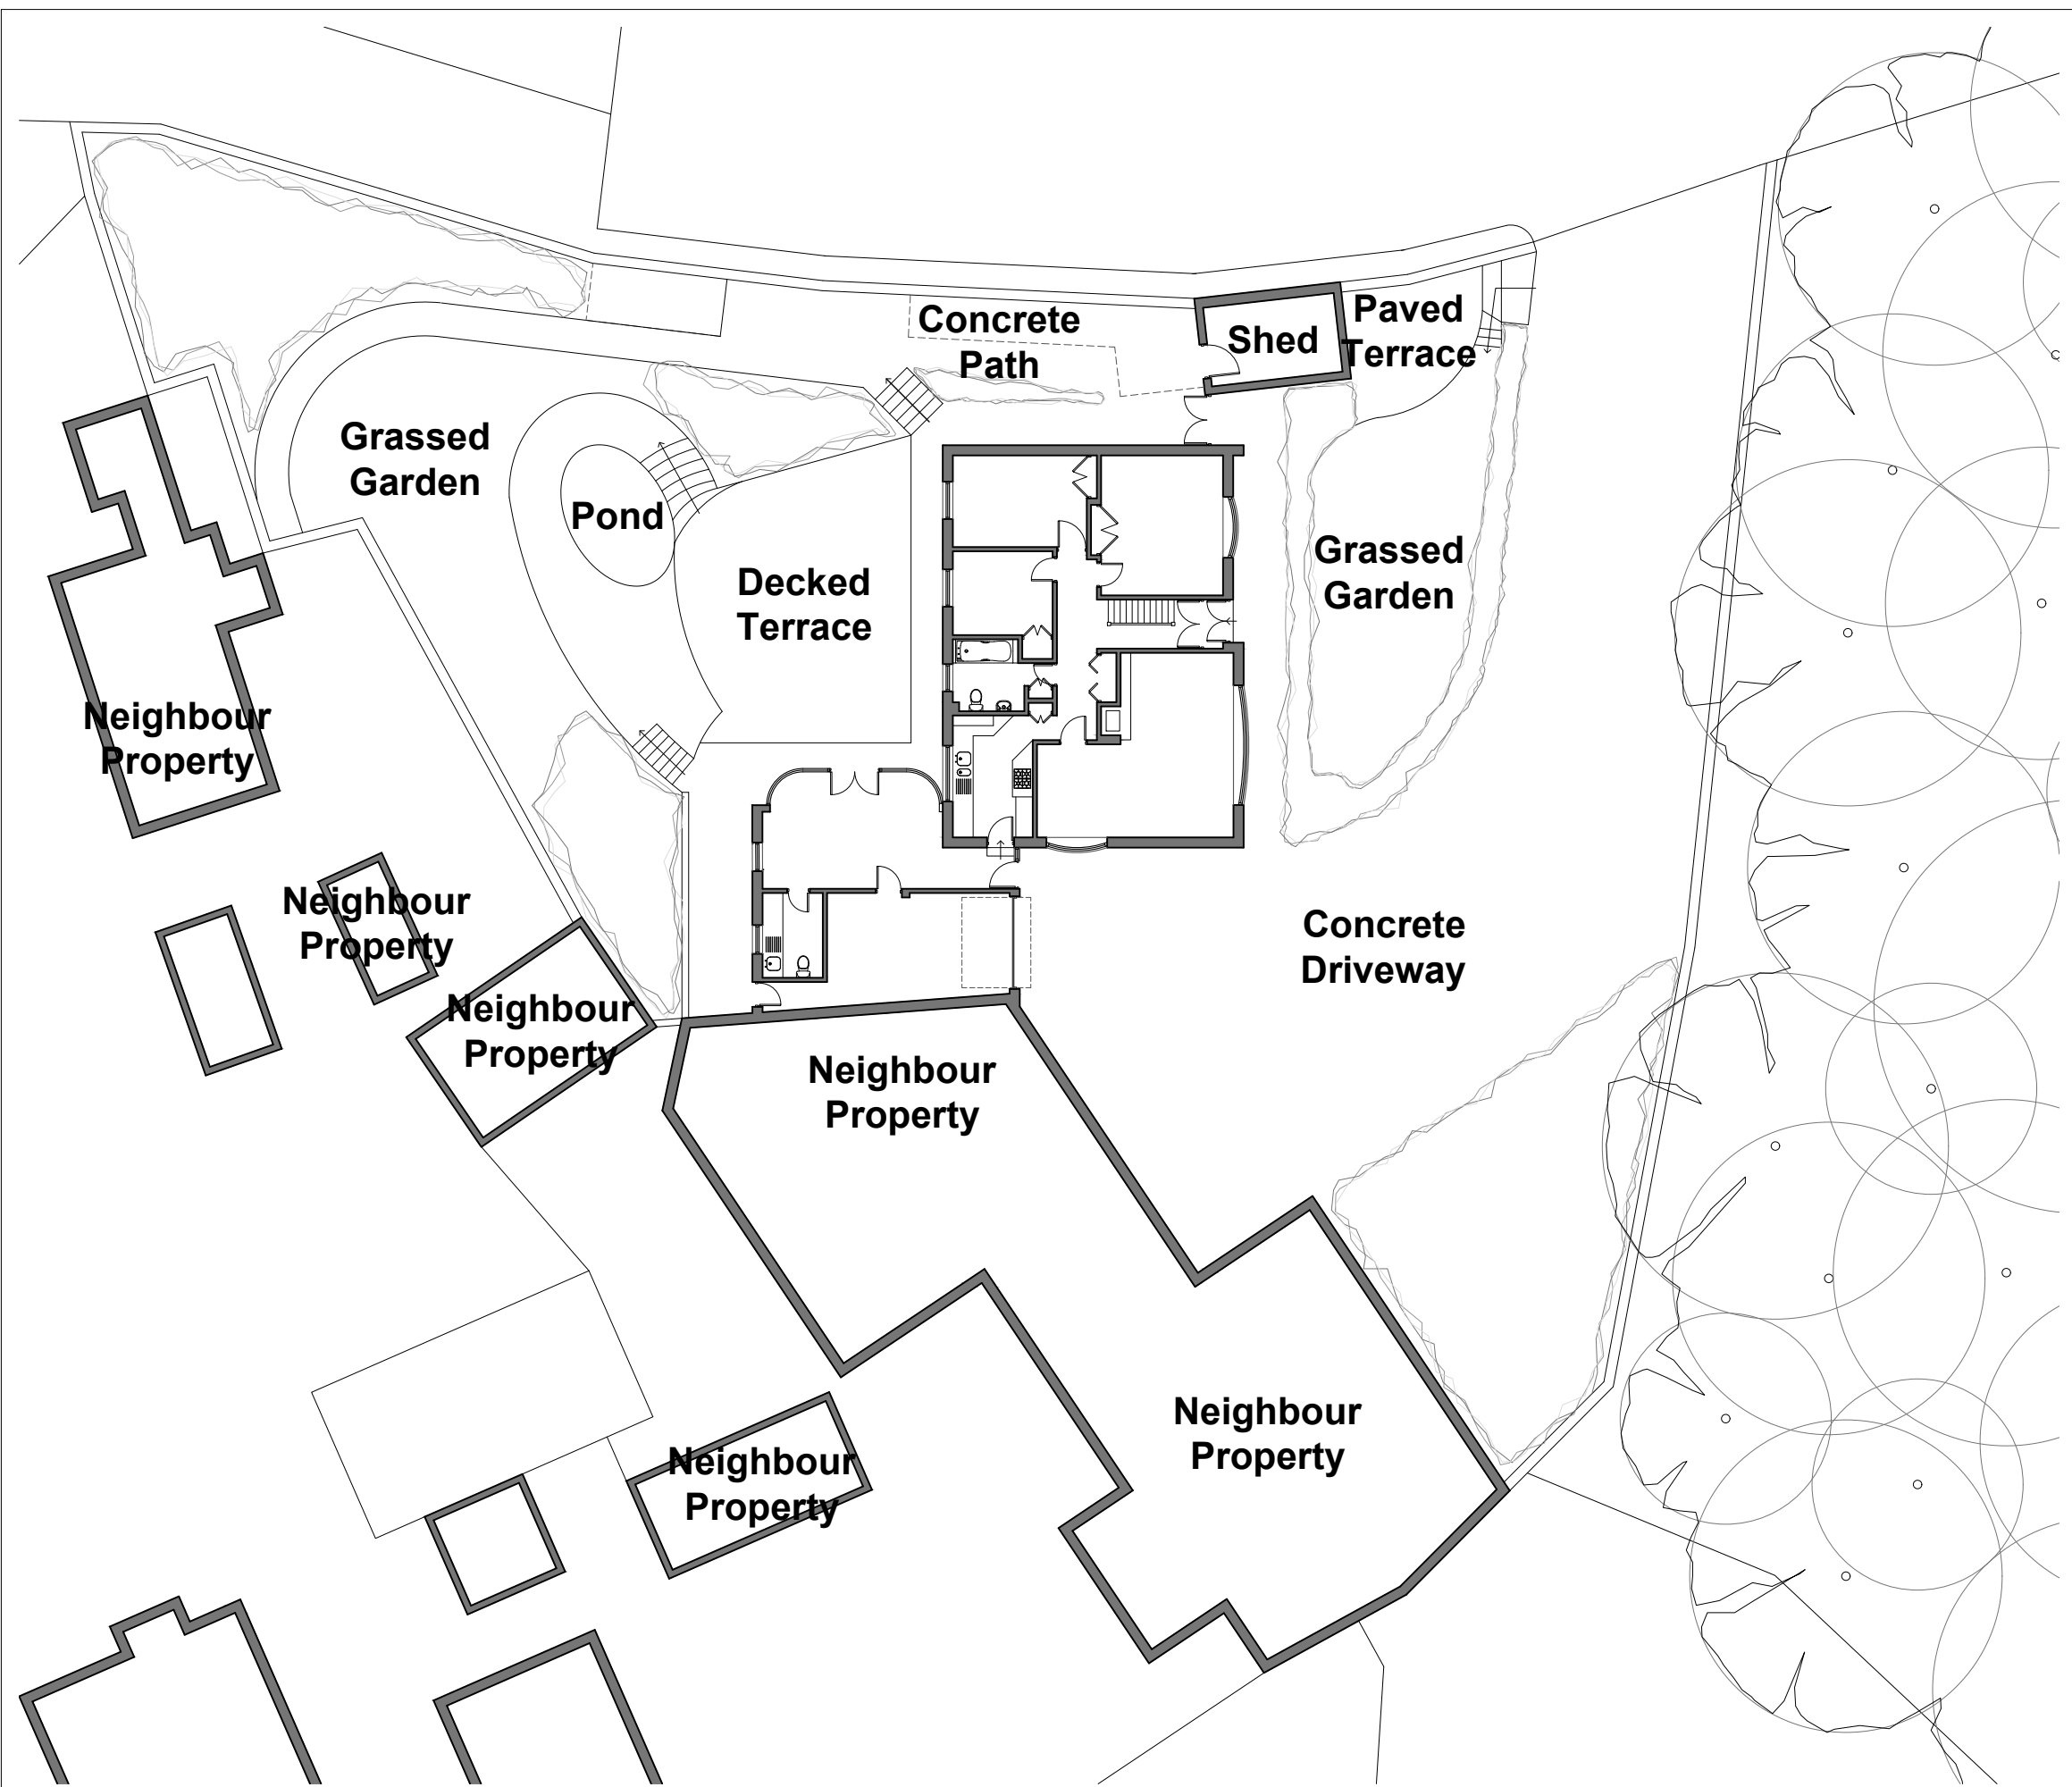 Concrete
Path
Shed
Paved
Terrace
Grassed
Garden
Pond
Decked
Terrace
Grassed
Garden
Neighbour
Property
Neighbour
Property
Concrete
Driveway
Neighbour
Property
Neighbour
Property
Neighbour
Property
Neighbour
Property